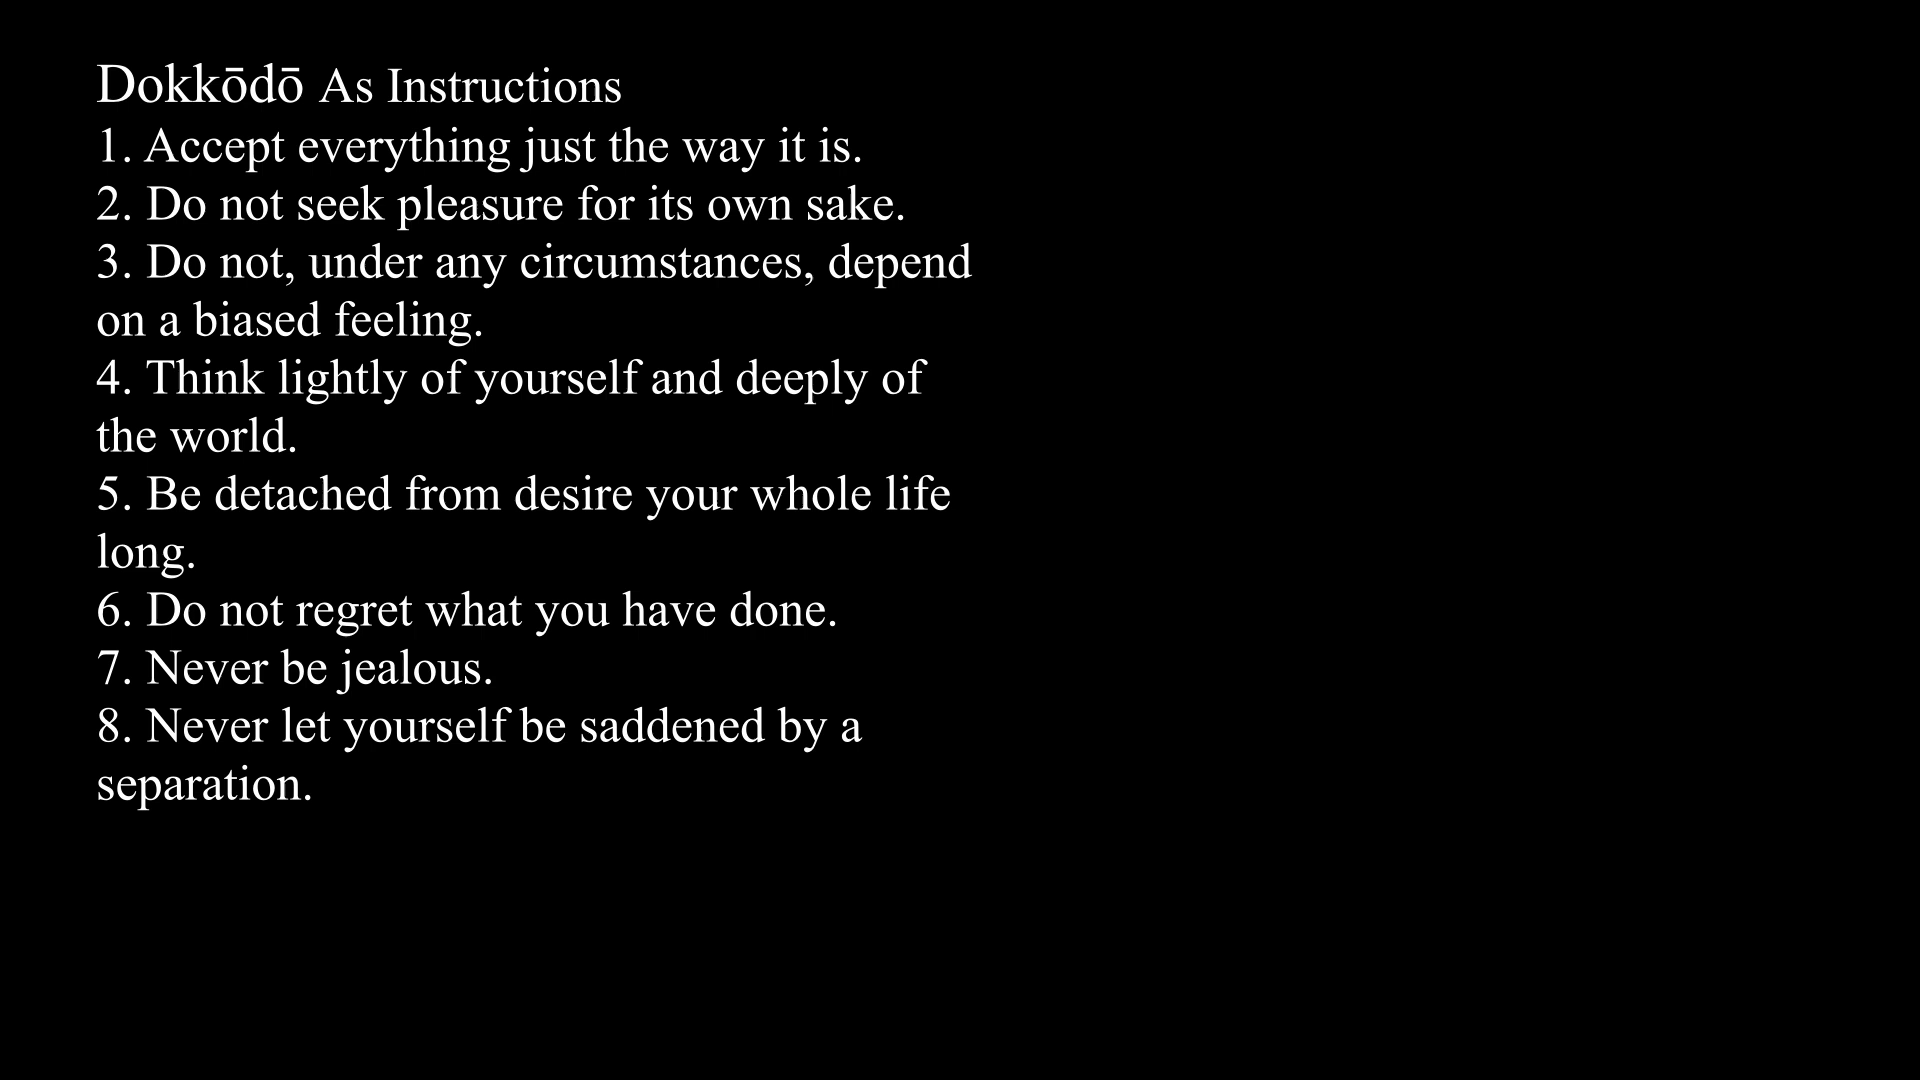 Dokkōdō As Instructions
1. Accept everything just the way it is.
2. Do not seek pleasure for its own sake.
3. Do not, under any circumstances, depend
on a biased feeling.
4. Think lightly of yourself and deeply of
the world.
5. Be detached from desire your whole life
long.
6. Do not regret what you have done.
7. Never be jealous.
8. Never let yourself be saddened by a
separation.